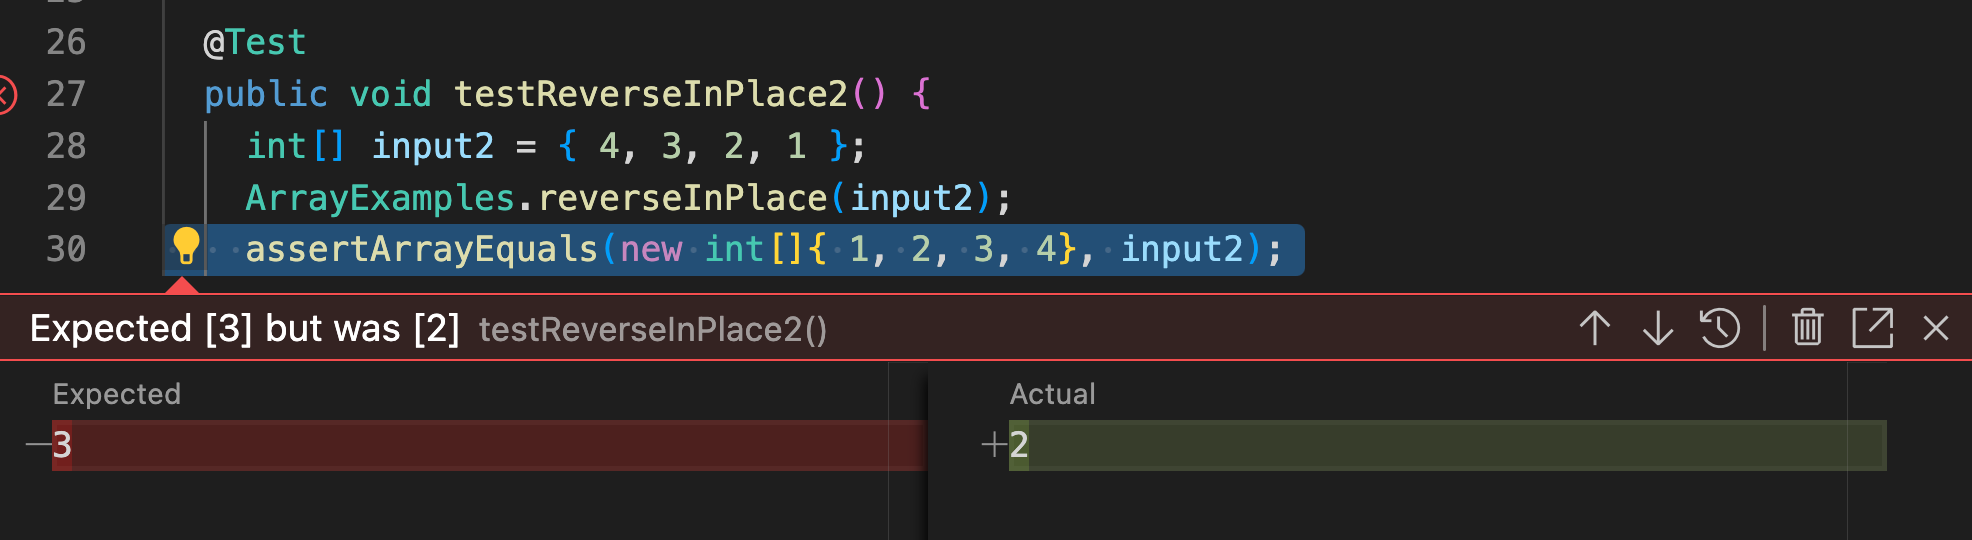 26 @Test
27 public void testReverseInPlace2() {
28 int[] input2 = { 4, 3, 2, 1 };
29 ArrayExamples.reverseInPlace(input2);
30 assertArrayEquals(new int[]{ 1, 2, 3, 4}, input2);
Expected [3] but was [2] testReverseInPlace2()
Expected Actual
—3 +2